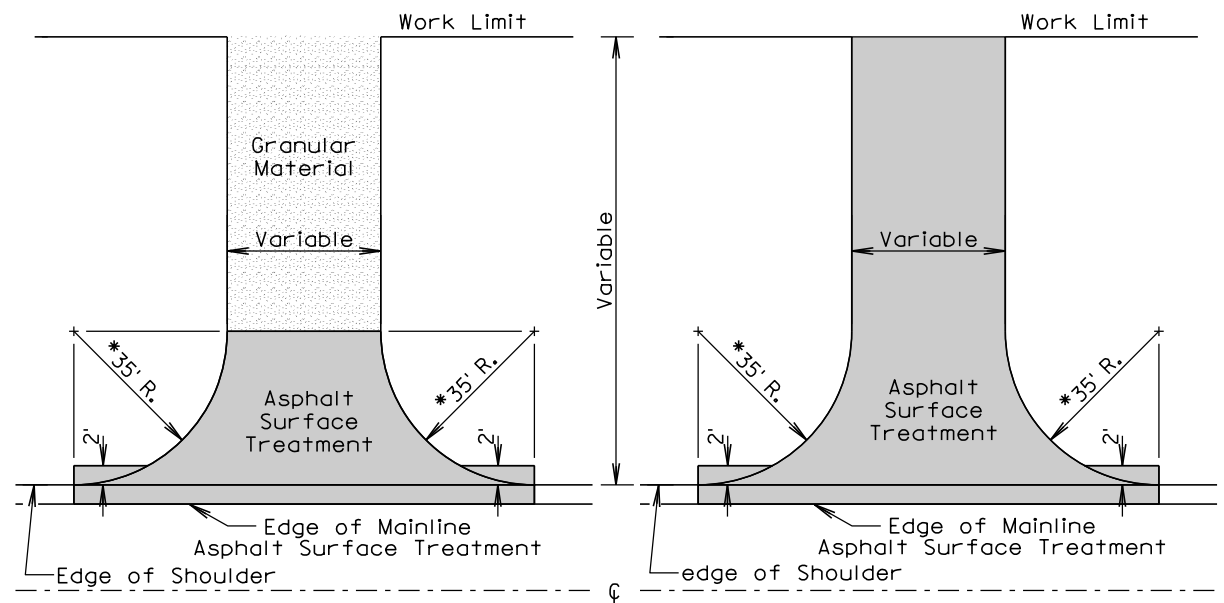 Work Limit
Granular
Material
Variable
*35' R.
*35' R.
Asphalt
Surface
Treatment
2'
2'
Edge of Mainline
Asphalt Surface Treatment
Edge of Shoulder
Variable
Work Limit
Variable
*35' R.
*35' R.
Asphalt
Surface
Treatment
2'
2'
Edge of Mainline
Asphalt Surface Treatment
edge of Shoulder
℄